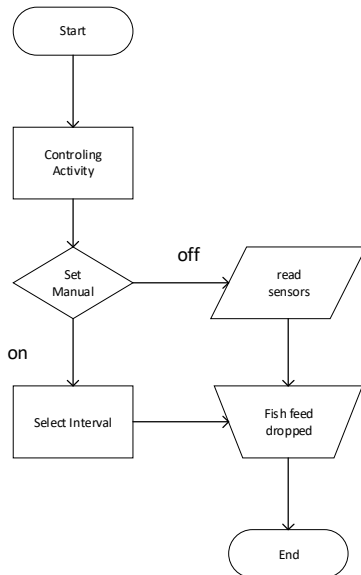 Start
Controling
Activity
Set
Manual
off
read
sensors
on
Select Interval
Fish feed
dropped
End